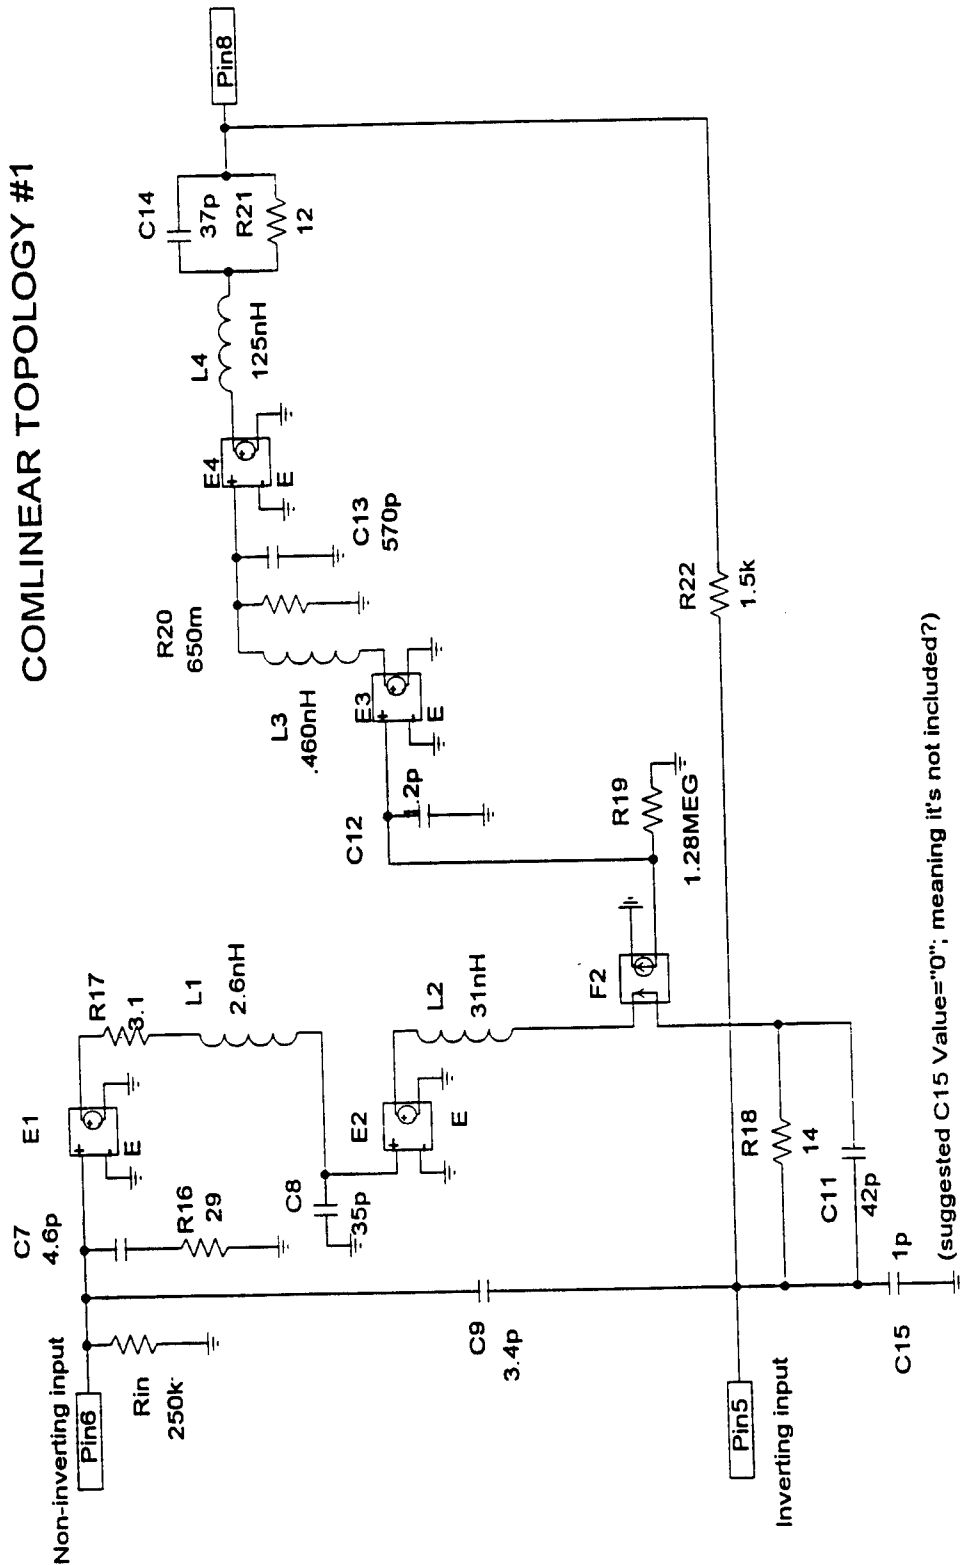 COMLINEAR TOPOLOGY #1
Non-inverting input
Pin6
Rin
250k
C7
4.6p
R16
29
E1
E
R17
3.1
L1
2.6nH
C8
35p
E2
E
L2
31nH
C9
3.4p
F2
R19
1.28MEG
C12
E3
E
L3
.460nH
R20
650m
C13
570p
E4
E
L4
125nH
C14
37p
R21
12
Pin8
R22
1.5k
Pin5
Inverting input
R18
14
C11
42p
C15
1p
(suggested C15 Value="0"; meaning it's not included?)